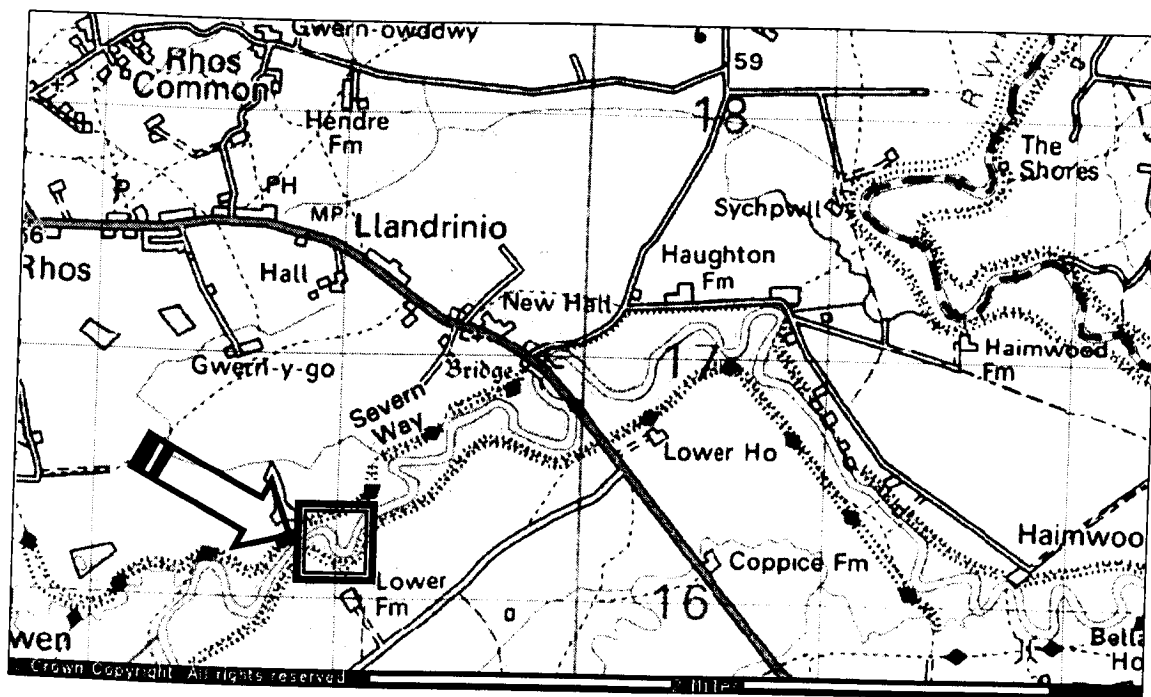 Gwern-owddwy
59
Rhos
Common
18
R Vy
Hendre
Fm
The
Shores
P
PH
MP
Sychpwll
Llandrinio
Rhos
Hall
Haughton
Fm
New Hall
Gwern-y-go
Bridge
17
Haimwood
Fm
Severn
Way
Lower Ho
Haimwoo
Coppice Fm
Lower
Fm
16
wen
Bella
Ho
Crown Copyright All rights reserved